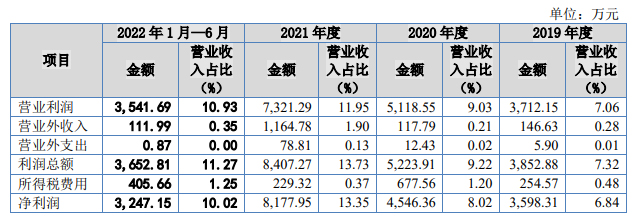 单位：万元
项目 2022 年 1 月—6 月 2021 年度 2020 年度 2019 年度
金额 营业收入占比（%） 金额 营业收入占比（%） 金额 营业收入占比（%） 金额 营业收入占比（%）
营业利润 3,541.69 10.93 7,321.29 11.95 5,118.55 9.03 3,712.15 7.06
营业外收入 111.99 0.35 1,164.78 1.90 117.79 0.21 146.63 0.28
营业外支出 0.87 0.00 78.81 0.13 12.43 0.02 5.90 0.01
利润总额 3,652.81 11.27 8,407.27 13.73 5,223.91 9.22 3,852.88 7.32
所得税费用 405.66 1.25 229.32 0.37 677.56 1.20 254.57 0.48
净利润 3,247.15 10.02 8,177.95 13.35 4,546.36 8.02 3,598.31 6.84